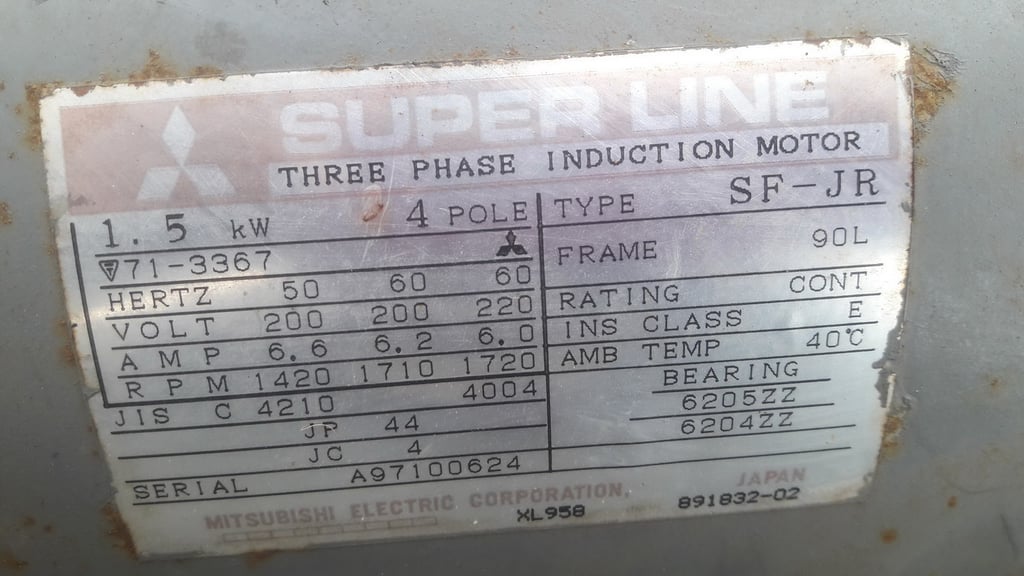 SUPER LINE
THREE PHASE INDUCTION MOTOR
1.5 kW 4 POLE
71-3367
HERTZ 50 60 60
VOLT 200 200 220
AMP 6.6 6.2 6.0
RPM 1420 1710 1720
JIS C 4210 4004
JP 44
JC 4
SERIAL A97100624
TYPE SF-JR
FRAME 90L
RATING CONT
INS CLASS E
AMB TEMP 40℃
BEARING
6205ZZ
6204ZZ
MITSUBISHI ELECTRIC CORPORATION. JAPAN
XL958 891832-02